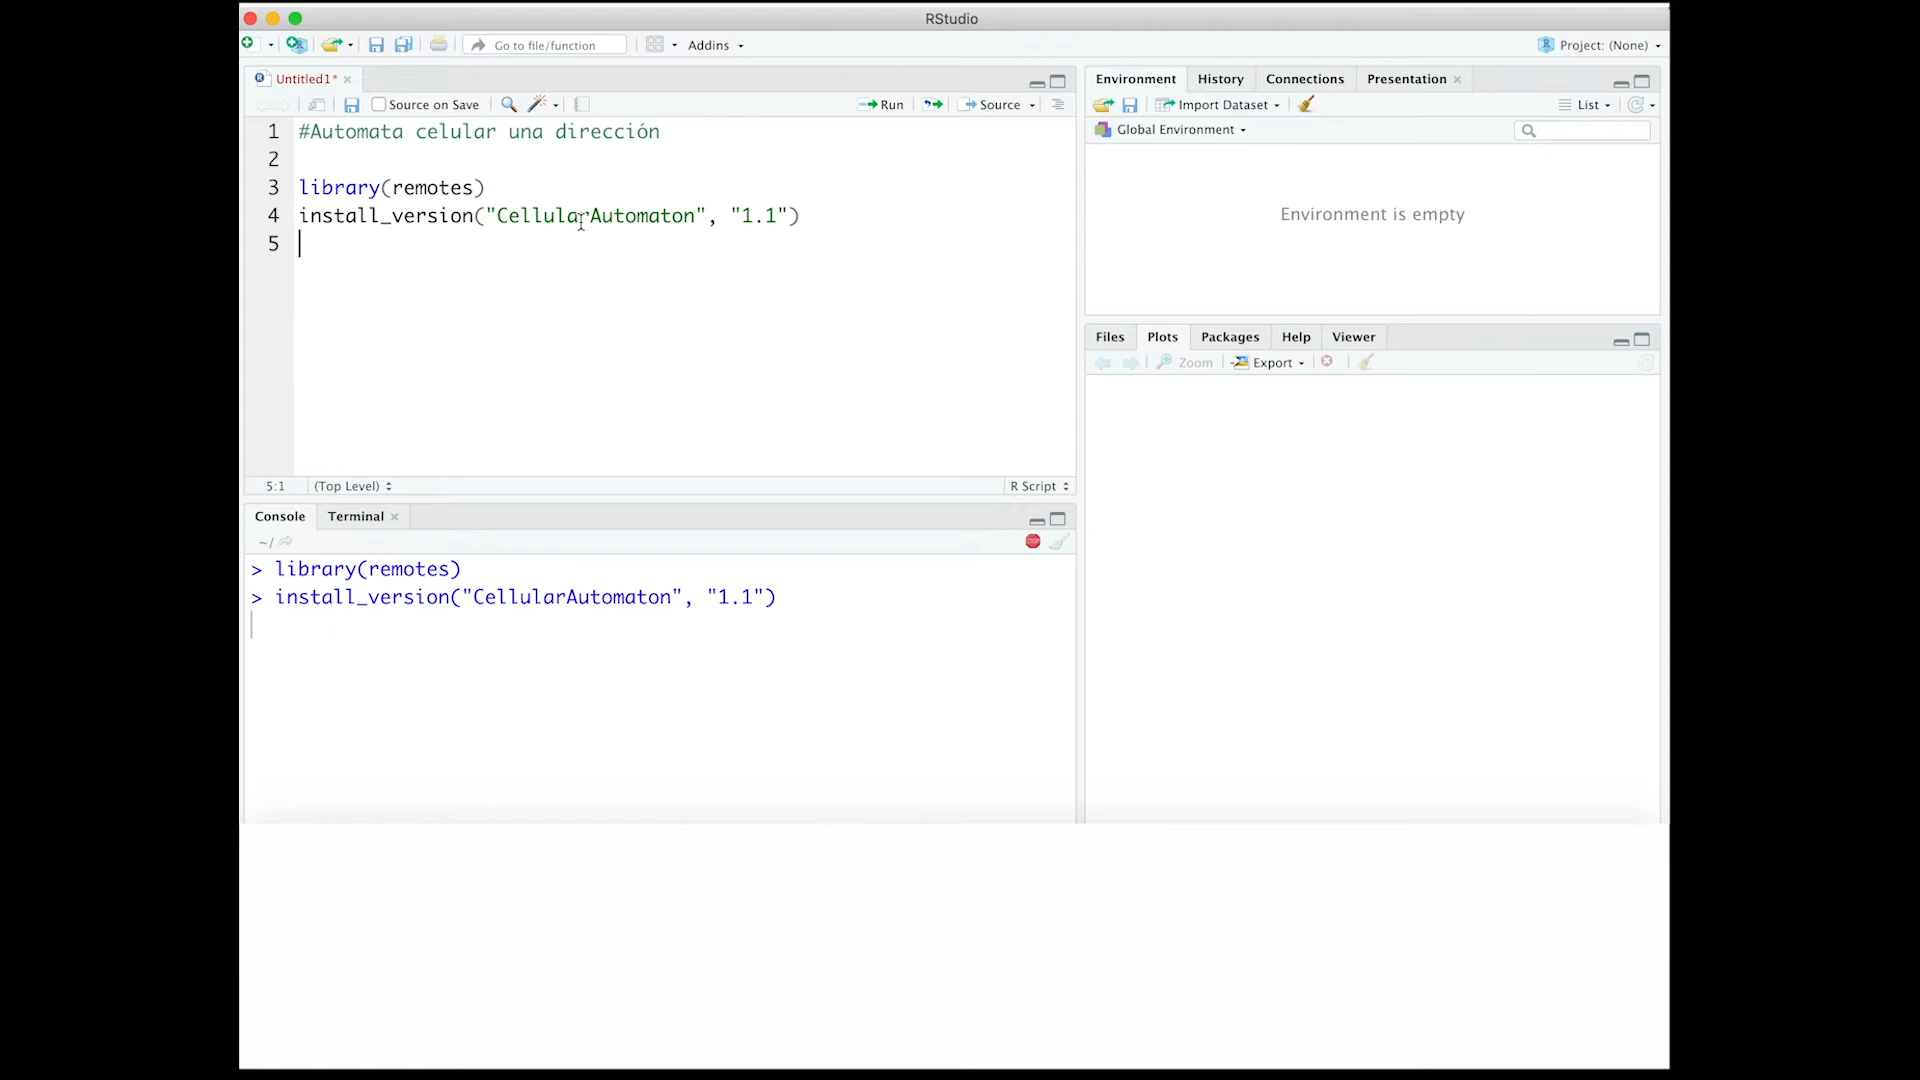 RStudio
Go to file/function
Addins
Project: (None)
Untitled1*
Source on Save
Run
Source
1 #Automata celular una dirección
2
3 library(remotes)
4 install_version("CellularAutomaton", "1.1")
5
5:1
(Top Level)
R Script
Console
Terminal
~/
> library(remotes)
> install_version("CellularAutomaton", "1.1")
Environment
History
Connections
Presentation
Import Dataset
List
Global Environment
Environment is empty
Files
Plots
Packages
Help
Viewer
Zoom
Export